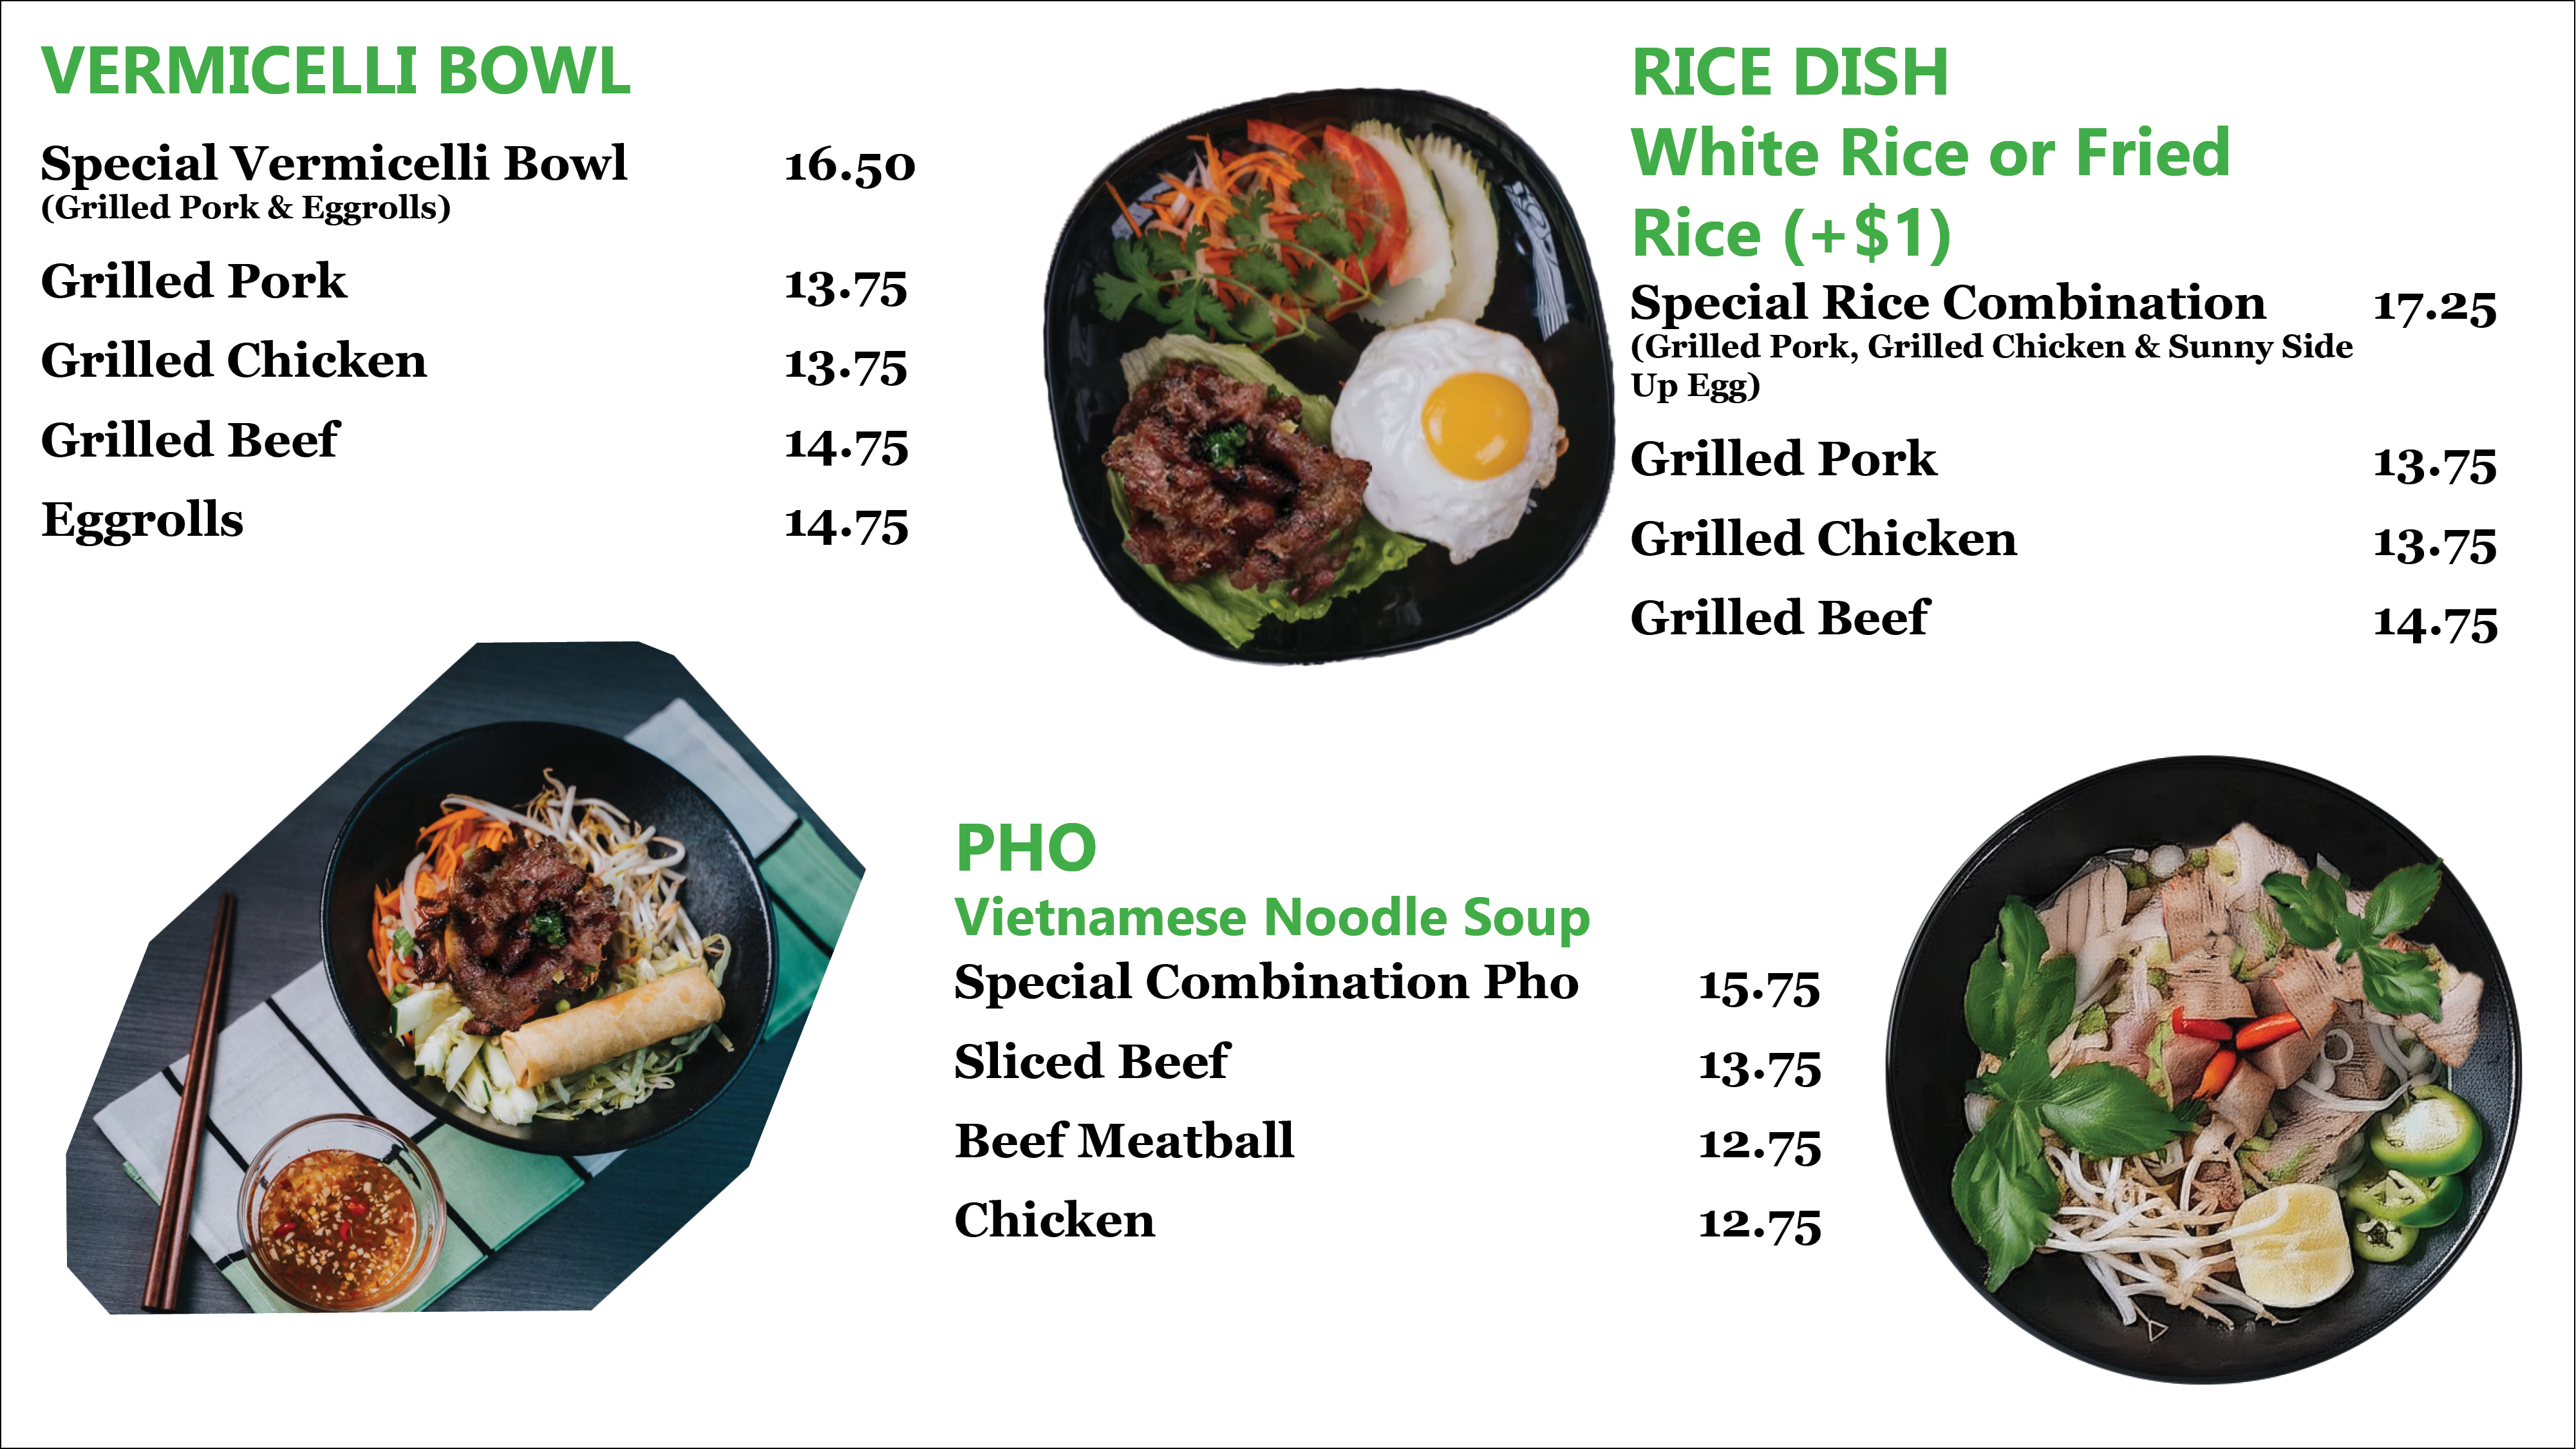 VERMICELLI BOWL
Special Vermicelli Bowl 16.50
(Grilled Pork & Eggrolls)
Grilled Pork 13.75
Grilled Chicken 13.75
Grilled Beef 14.75
Eggrolls 14.75
RICE DISH
White Rice or Fried
Rice (+$1)
Special Rice Combination 17.25
(Grilled Pork, Grilled Chicken & Sunny Side
Up Egg)
Grilled Pork 13.75
Grilled Chicken 13.75
Grilled Beef 14.75
PHO
Vietnamese Noodle Soup
Special Combination Pho 15.75
Sliced Beef 13.75
Beef Meatball 12.75
Chicken 12.75